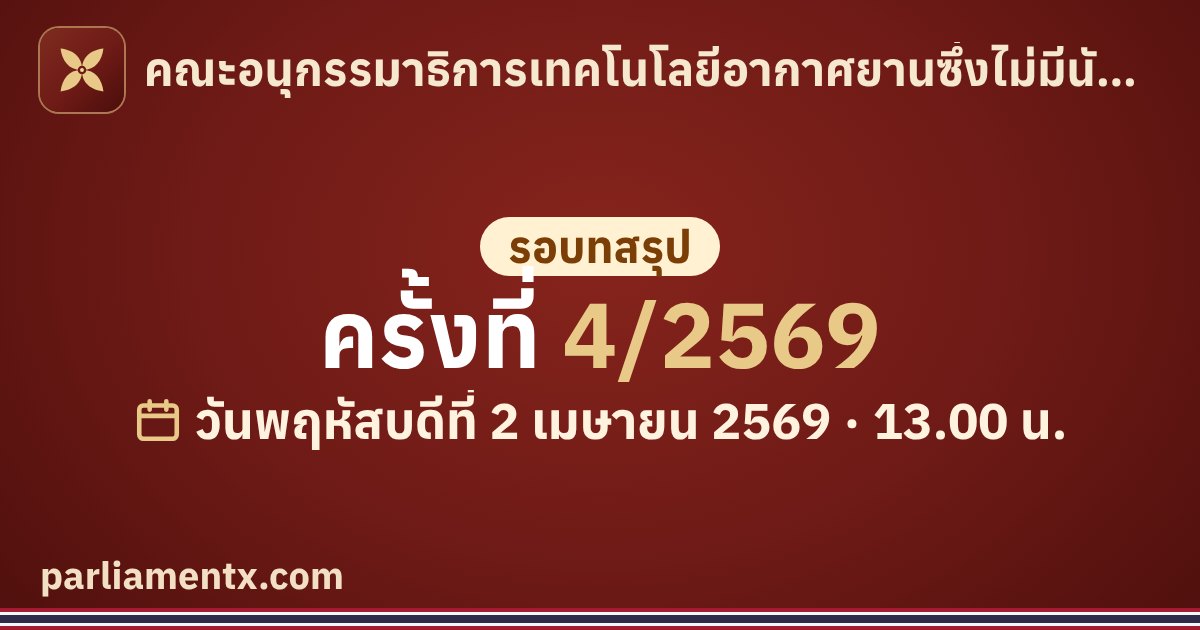 คณะอนุกรรมาธิการเทคโนโลยีอากาศยานซึ่งไม่มีนั...
รอบทสรุป
ครั้งที่ 4/2569
วันพฤหัสบดีที่ 2 เมษายน 2569 · 13.00 น.
parliamentx.com